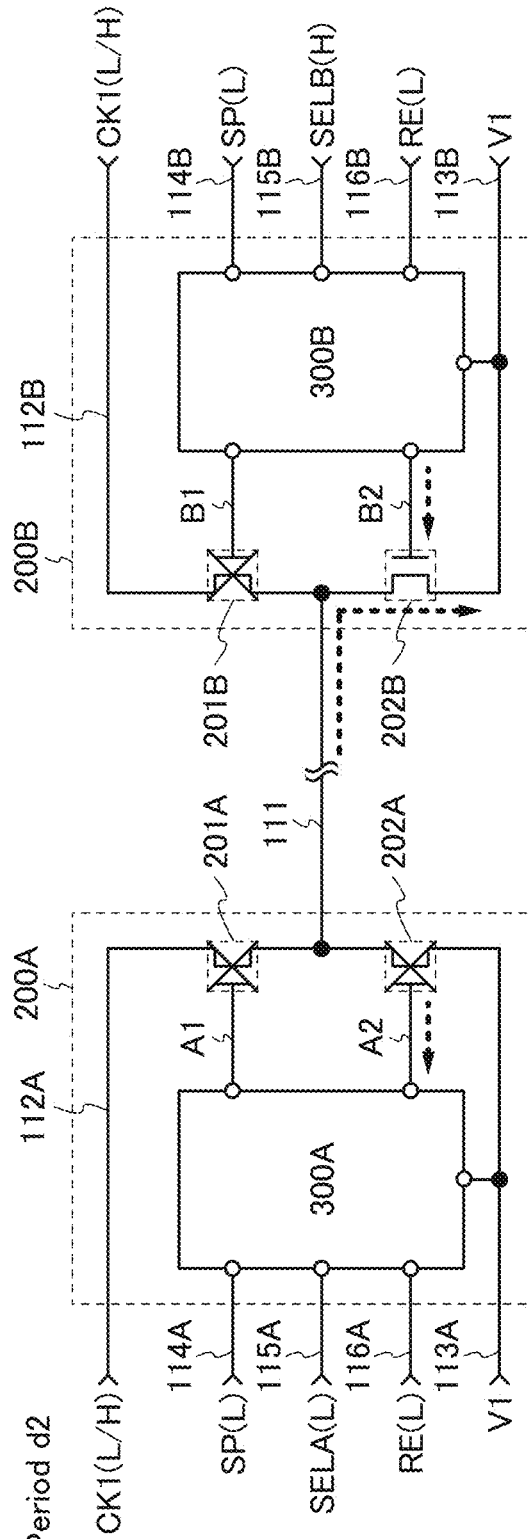 Period d2
CK1(L/H)
112A
200A
SP(L)
114A
SELA(L)
115A
RE(L)
116A
V1
113A
300A
A1
A2
201A
202A
111
200B
112B
CK1(L/H)
201B
202B
B1
B2
300B
114B
SP(L)
115B
SELB(H)
116B
RE(L)
113B
V1